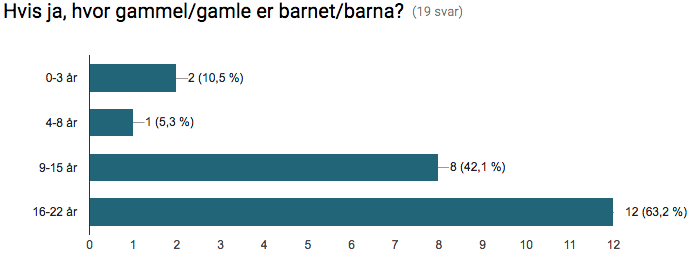 Hvis ja, hvor gammel/gamle er barnet/barna? (19 svar)
0-3 år 2 (10,5 %)
4-8 år 1 (5,3 %)
9-15 år 8 (42,1 %)
16-22 år 12 (63,2 %)
0 1 2 3 4 5 6 7 8 9 10 11 12